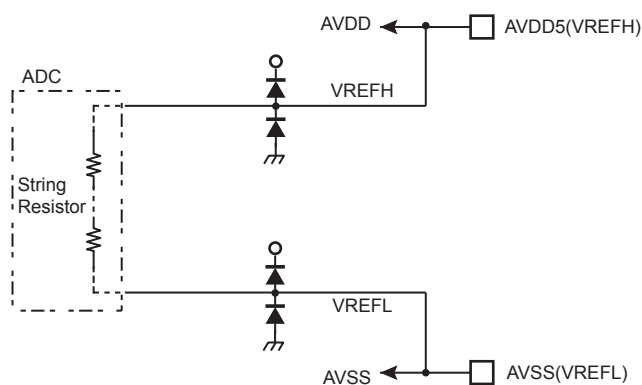 AVDD
AVDD5(VREFH)
ADC
VREFH
String
Resistor
VREFL
AVSS
AVSS(VREFL)